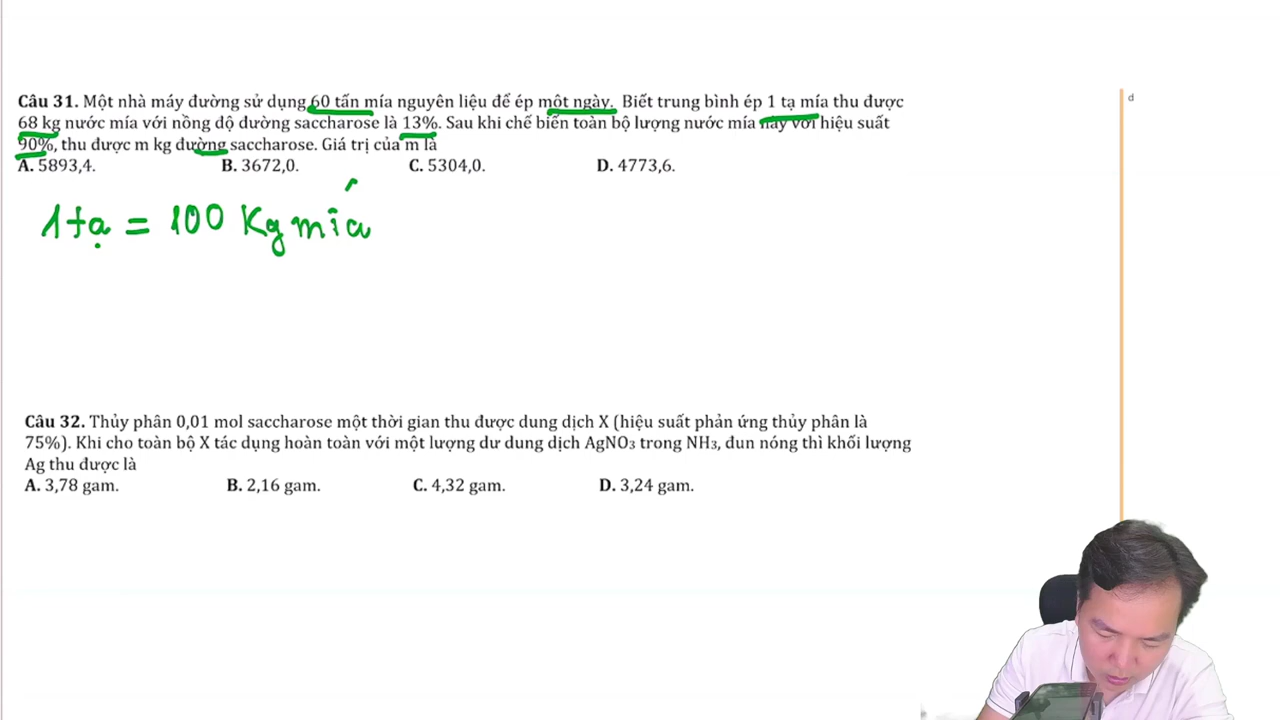 Câu 31. Một nhà máy đường sử dụng 60 tấn mía nguyên liệu để ép một ngày. Biết trung bình ép 1 tạ mía thu được
68 kg nước mía với nồng độ đường saccharose là 13%. Sau khi chế biến toàn bộ lượng nước mía này với hiệu suất
90%, thu được m kg đường saccharose. Giá trị của m là
A. 5893,4. B. 3672,0. C. 5304,0. D. 4773,6.
1 tạ = 100 Kg mía
Câu 32. Thủy phân 0,01 mol saccharose một thời gian thu được dung dịch X (hiệu suất phản ứng thủy phân là
75%). Khi cho toàn bộ X tác dụng hoàn toàn với một lượng dư dung dịch AgNO₃ trong NH₃, đun nóng thì khối lượng
Ag thu được là
A. 3,78 gam. B. 2,16 gam. C. 4,32 gam. D. 3,24 gam.
d